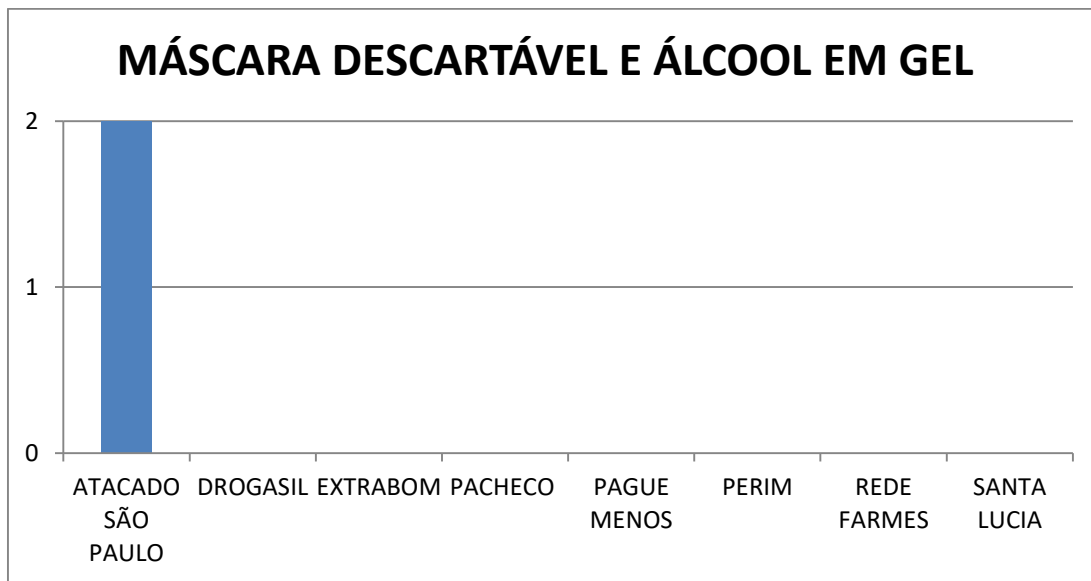 MÁSCARA DESCARTÁVEL E ÁLCOOL EM GEL
2
1
0
ATACADO SÃO PAULO
DROGASIL
EXTRABOM
PACHECO
PAGUE MENOS
PERIM
REDE FARMES
SANTA LUCIA